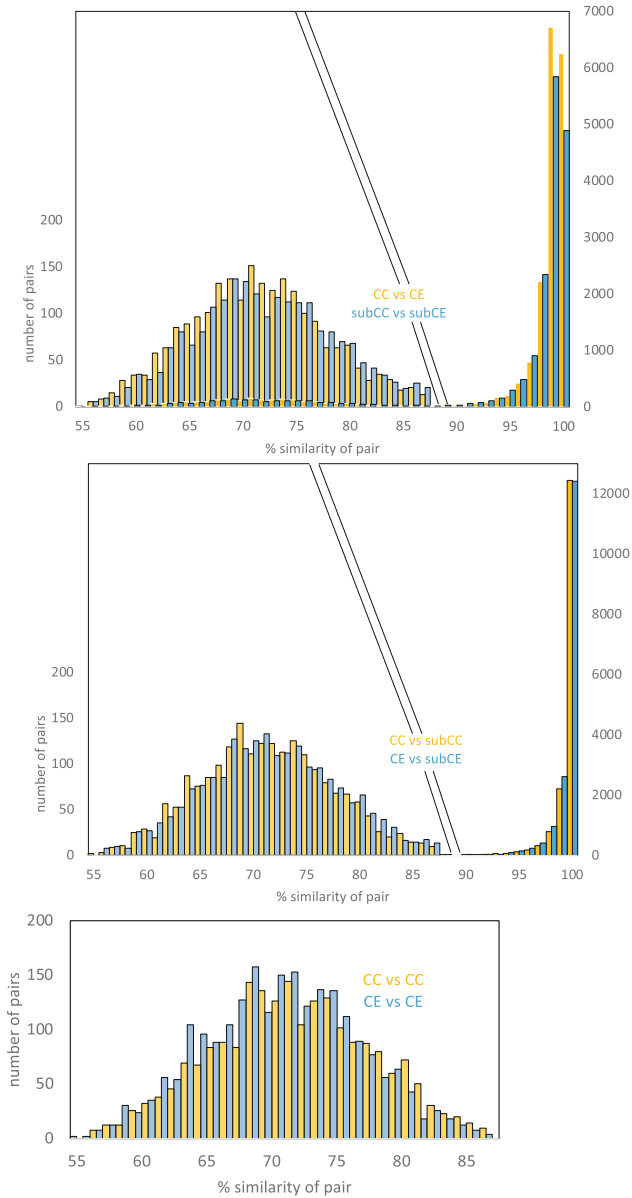 7000
6000
5000
4000
3000
2000
1000
0
200
150
100
50
0
number of pairs
CC vs CE
subCC vs subCE
55 60 65 70 75 80 85 90 95 100
% similarity of pair
12000
10000
8000
6000
4000
2000
0
200
150
100
50
0
number of pairs
CC vs subCC
CE vs subCE
55 60 65 70 75 80 85 90 95 100
% similarity of pair
200
150
100
50
0
number of pairs
CC vs CC
CE vs CE
55 60 65 70 75 80 85
% similarity of pair